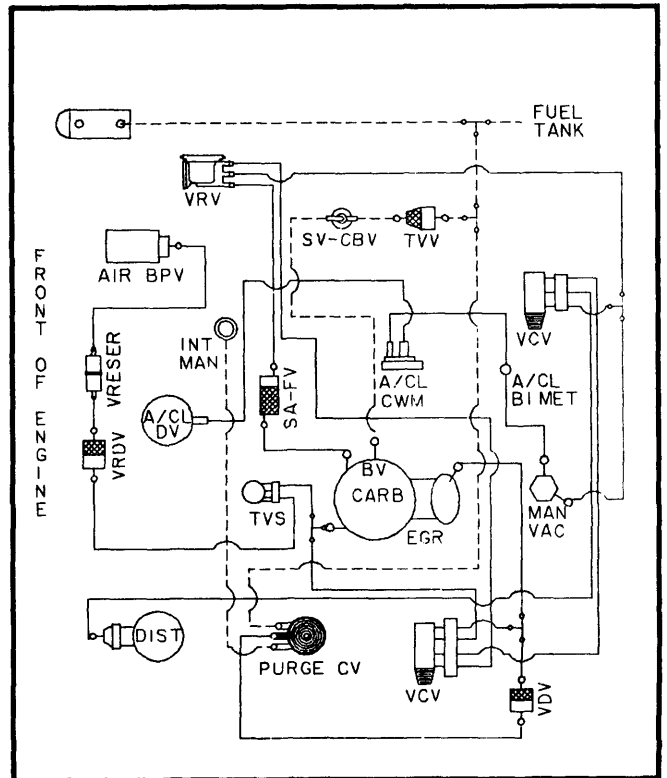 FUEL
TANK
VRV
SV-CBV
TVV
AIR BPV
FRONT OF ENGINE
INT
MAN
VCV
VRESER
SA-FV
A/CL
CWM
A/CL
BIMET
A/CL
DV
VRDV
BV
CARB
MAN
VAC
TVS
EGR
DIST
PURGE CV
VCV
VDV